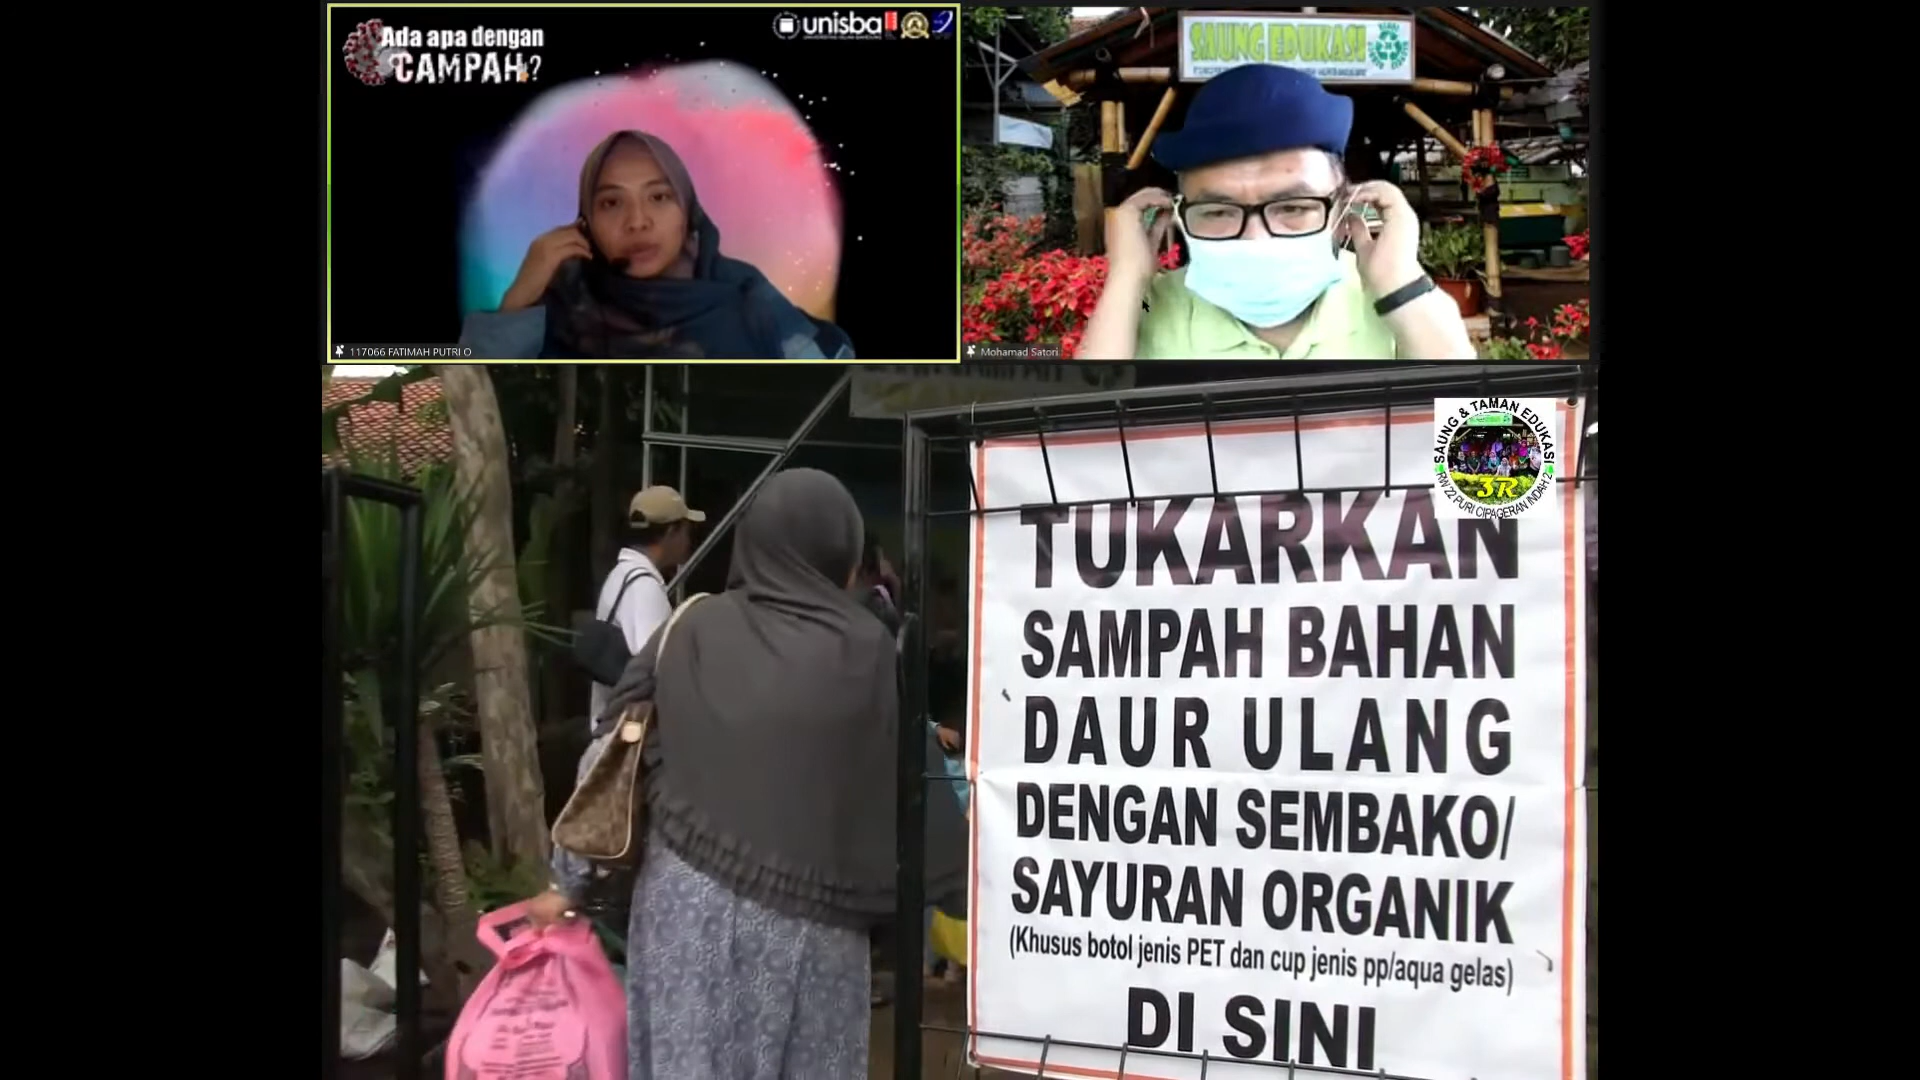 Ada apa dengan
CAMPAH?
unisba
117066 FATIMAH PUTRI O
SAUNG EDUKASI
Mohamad Satori
SAUNG & TAMAN EDUKASI
3R
RW 22 PURI CIPAGERAN INDAH 2
TUKARKAN
SAMPAH BAHAN
DAUR ULANG
DENGAN SEMBAKO/
SAYURAN ORGANIK
(Khusus botol jenis PET dan cup jenis pp/aqua gelas)
DI SINI